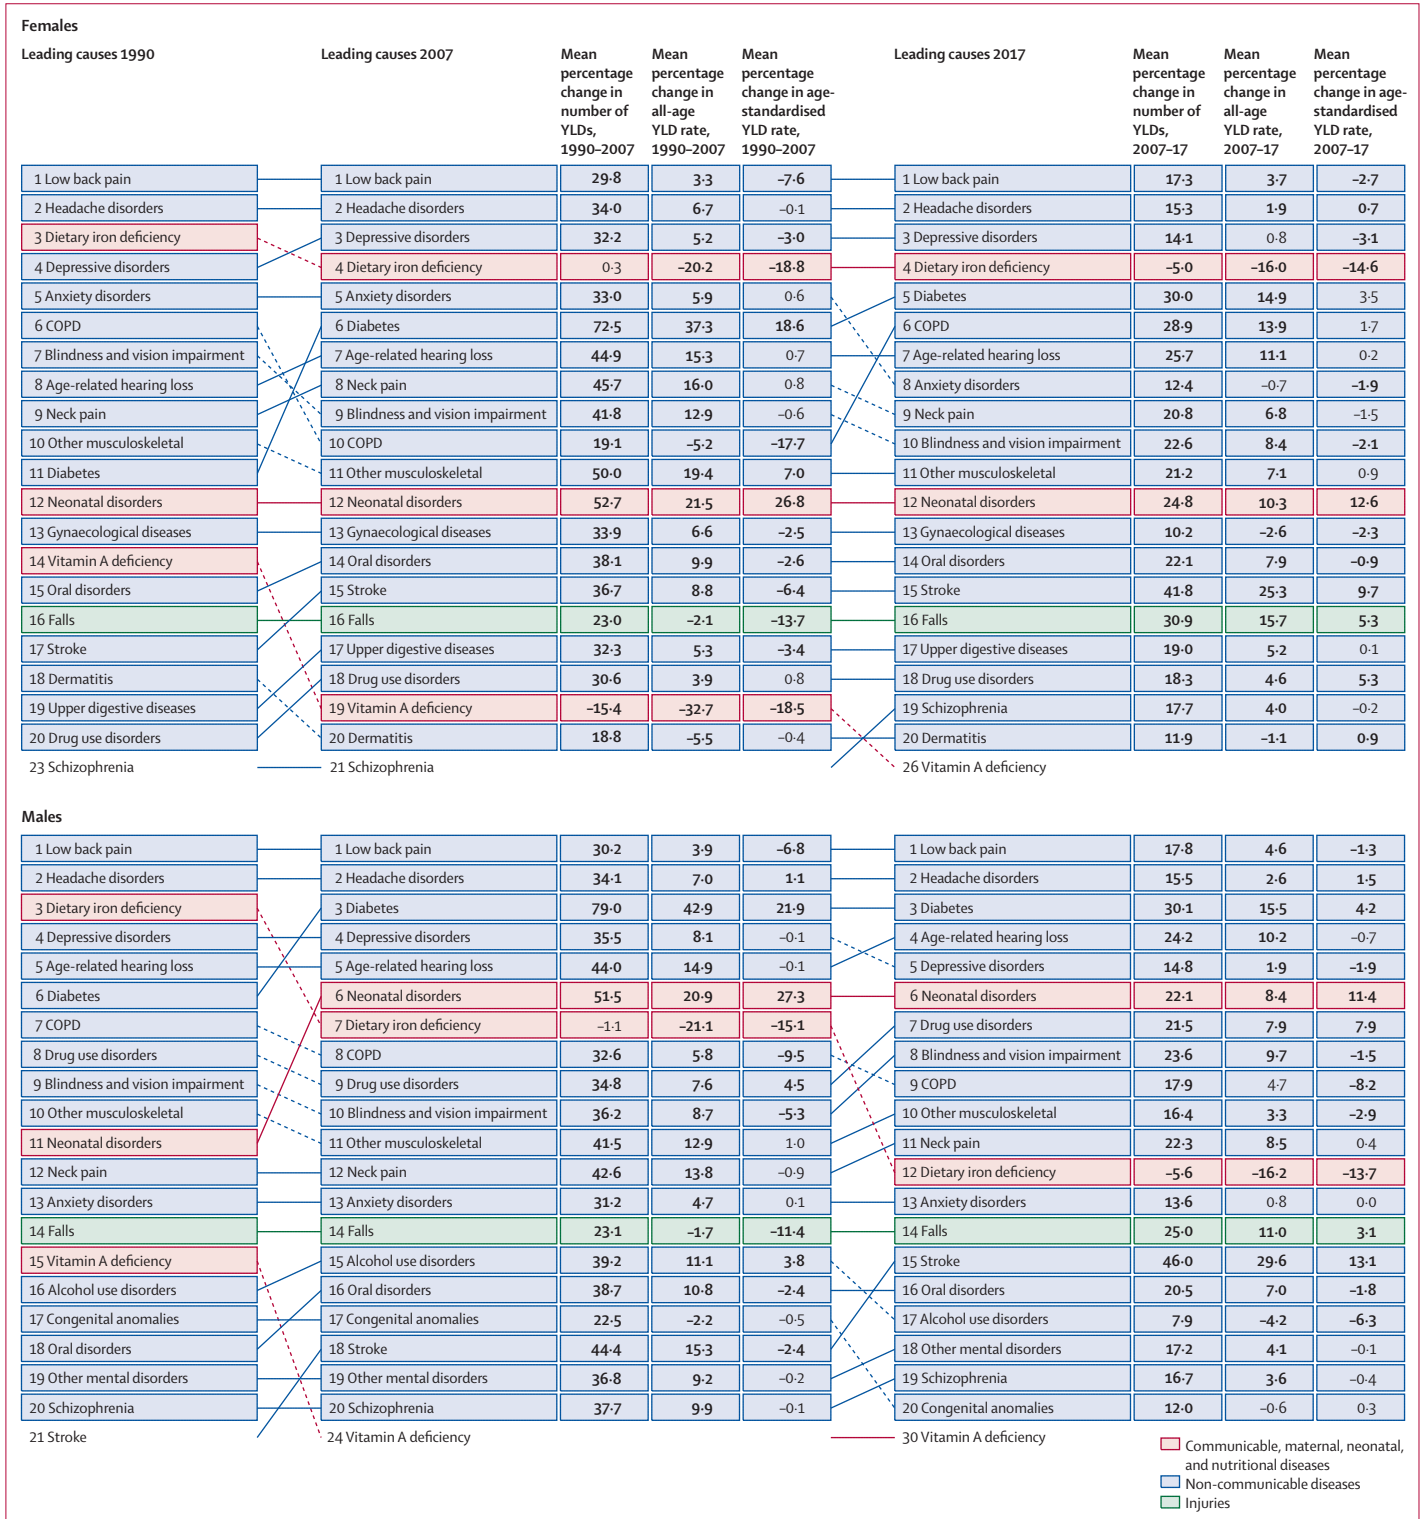 Females
Leading causes 1990 Leading causes 2007 Mean percentage change in number of YLDs, 1990–2007 Mean percentage change in all-age YLD rate, 1990–2007 Mean percentage change in age-standardised YLD rate, 1990–2007 Leading causes 2017 Mean percentage change in number of YLDs, 2007–17 Mean percentage change in all-age YLD rate, 2007–17 Mean percentage change in age-standardised YLD rate, 2007–17
1 Low back pain 1 Low back pain 29·8 3·3 –7·6 1 Low back pain 17·3 3·7 –2·7
2 Headache disorders 2 Headache disorders 34·0 6·7 –0·1 2 Headache disorders 15·3 1·9 0·7
3 Dietary iron deficiency 3 Depressive disorders 32·2 5·2 –3·0 3 Depressive disorders 14·1 0·8 –3·1
4 Depressive disorders 4 Dietary iron deficiency 0·3 –20·2 –18·8 4 Dietary iron deficiency –5·0 –16·0 –14·6
5 Anxiety disorders 5 Anxiety disorders 33·0 5·9 0·6 5 Diabetes 30·0 14·9 3·5
6 COPD 6 Diabetes 72·5 37·3 18·6 6 COPD 28·9 13·9 1·7
7 Blindness and vision impairment 7 Age-related hearing loss 44·9 15·3 0·7 7 Age-related hearing loss 25·7 11·1 0·2
8 Age-related hearing loss 8 Neck pain 45·7 16·0 0·8 8 Anxiety disorders 12·4 –0·7 –1·9
9 Neck pain 9 Blindness and vision impairment 41·8 12·9 –0·6 9 Neck pain 20·8 6·8 –1·5
10 Other musculoskeletal 10 COPD 19·1 –5·2 –17·7 10 Blindness and vision impairment 22·6 8·4 –2·1
11 Diabetes 11 Other musculoskeletal 50·0 19·4 7·0 11 Other musculoskeletal 21·2 7·1 0·9
12 Neonatal disorders 12 Neonatal disorders 52·7 21·5 26·8 12 Neonatal disorders 24·8 10·3 12·6
13 Gynaecological diseases 13 Gynaecological diseases 33·9 6·6 –2·5 13 Gynaecological diseases 10·2 –2·6 –2·3
14 Vitamin A deficiency 14 Oral disorders 38·1 9·9 –2·6 14 Oral disorders 22·1 7·9 –0·9
15 Oral disorders 15 Stroke 36·7 8·8 –6·4 15 Stroke 41·8 25·3 9·7
16 Falls 16 Falls 23·0 –2·1 –13·7 16 Falls 30·9 15·7 5·3
17 Stroke 17 Upper digestive diseases 32·3 5·3 –3·4 17 Upper digestive diseases 19·0 5·2 0·1
18 Dermatitis 18 Drug use disorders 30·6 3·9 0·8 18 Drug use disorders 18·3 4·6 5·3
19 Upper digestive diseases 19 Vitamin A deficiency –15·4 –32·7 –18·5 19 Schizophrenia 17·7 4·0 –0·2
20 Drug use disorders 20 Dermatitis 18·8 –5·5 –0·4 20 Dermatitis 11·9 –1·1 0·9
23 Schizophrenia 21 Schizophrenia 26 Vitamin A deficiency
Males
1 Low back pain 1 Low back pain 30·2 3·9 –6·8 1 Low back pain 17·8 4·6 –1·3
2 Headache disorders 2 Headache disorders 34·1 7·0 1·1 2 Headache disorders 15·5 2·6 1·5
3 Dietary iron deficiency 3 Diabetes 79·0 42·9 21·9 3 Diabetes 30·1 15·5 4·2
4 Depressive disorders 4 Depressive disorders 35·5 8·1 –0·1 4 Age-related hearing loss 24·2 10·2 –0·7
5 Age-related hearing loss 5 Age-related hearing loss 44·0 14·9 –0·1 5 Depressive disorders 14·8 1·9 –1·9
6 Diabetes 6 Neonatal disorders 51·5 20·9 27·3 6 Neonatal disorders 22·1 8·4 11·4
7 COPD 7 Dietary iron deficiency –1·1 –21·1 –15·1 7 Drug use disorders 21·5 7·9 7·9
8 Drug use disorders 8 COPD 32·6 5·8 –9·5 8 Blindness and vision impairment 23·6 9·7 –1·5
9 Blindness and vision impairment 9 Drug use disorders 34·8 7·6 4·5 9 COPD 17·9 4·7 –8·2
10 Other musculoskeletal 10 Blindness and vision impairment 36·2 8·7 –5·3 10 Other musculoskeletal 16·4 3·3 –2·9
11 Neonatal disorders 11 Other musculoskeletal 41·5 12·9 1·0 11 Neck pain 22·3 8·5 0·4
12 Neck pain 12 Neck pain 42·6 13·8 –0·9 12 Dietary iron deficiency –5·6 –16·2 –13·7
13 Anxiety disorders 13 Anxiety disorders 31·2 4·7 0·1 13 Anxiety disorders 13·6 0·8 0·0
14 Falls 14 Falls 23·1 –1·7 –11·4 14 Falls 25·0 11·0 3·1
15 Vitamin A deficiency 15 Alcohol use disorders 39·2 11·1 3·8 15 Stroke 46·0 29·6 13·1
16 Alcohol use disorders 16 Oral disorders 38·7 10·8 –2·4 16 Oral disorders 20·5 7·0 –1·8
17 Congenital anomalies 17 Congenital anomalies 22·5 –2·2 –0·5 17 Alcohol use disorders 7·9 –4·2 –6·3
18 Oral disorders 18 Stroke 44·4 15·3 –2·4 18 Other mental disorders 17·2 4·1 –0·1
19 Other mental disorders 19 Other mental disorders 36·8 9·2 –0·2 19 Schizophrenia 16·7 3·6 –0·4
20 Schizophrenia 20 Schizophrenia 37·7 9·9 –0·1 20 Congenital anomalies 12·0 –0·6 0·3
21 Stroke 24 Vitamin A deficiency 30 Vitamin A deficiency
Communicable, maternal, neonatal,
and nutritional diseases
Non-communicable diseases
Injuries